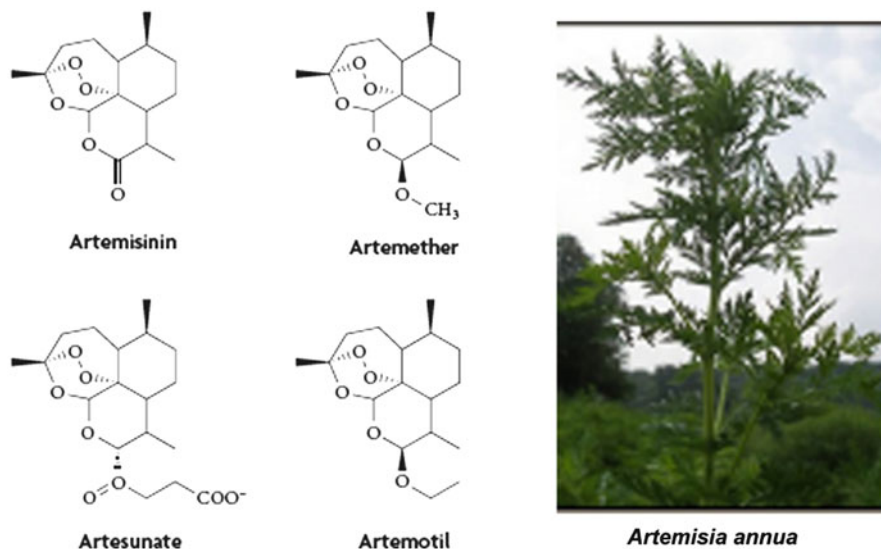 O
O
O
O
O
Artemisinin
O
O
O
O
O
CH3
Artemether
O
O
O
O
O
O
COO-
Artesunate
O
O
O
O
O
Artemotil
Artemisia annua